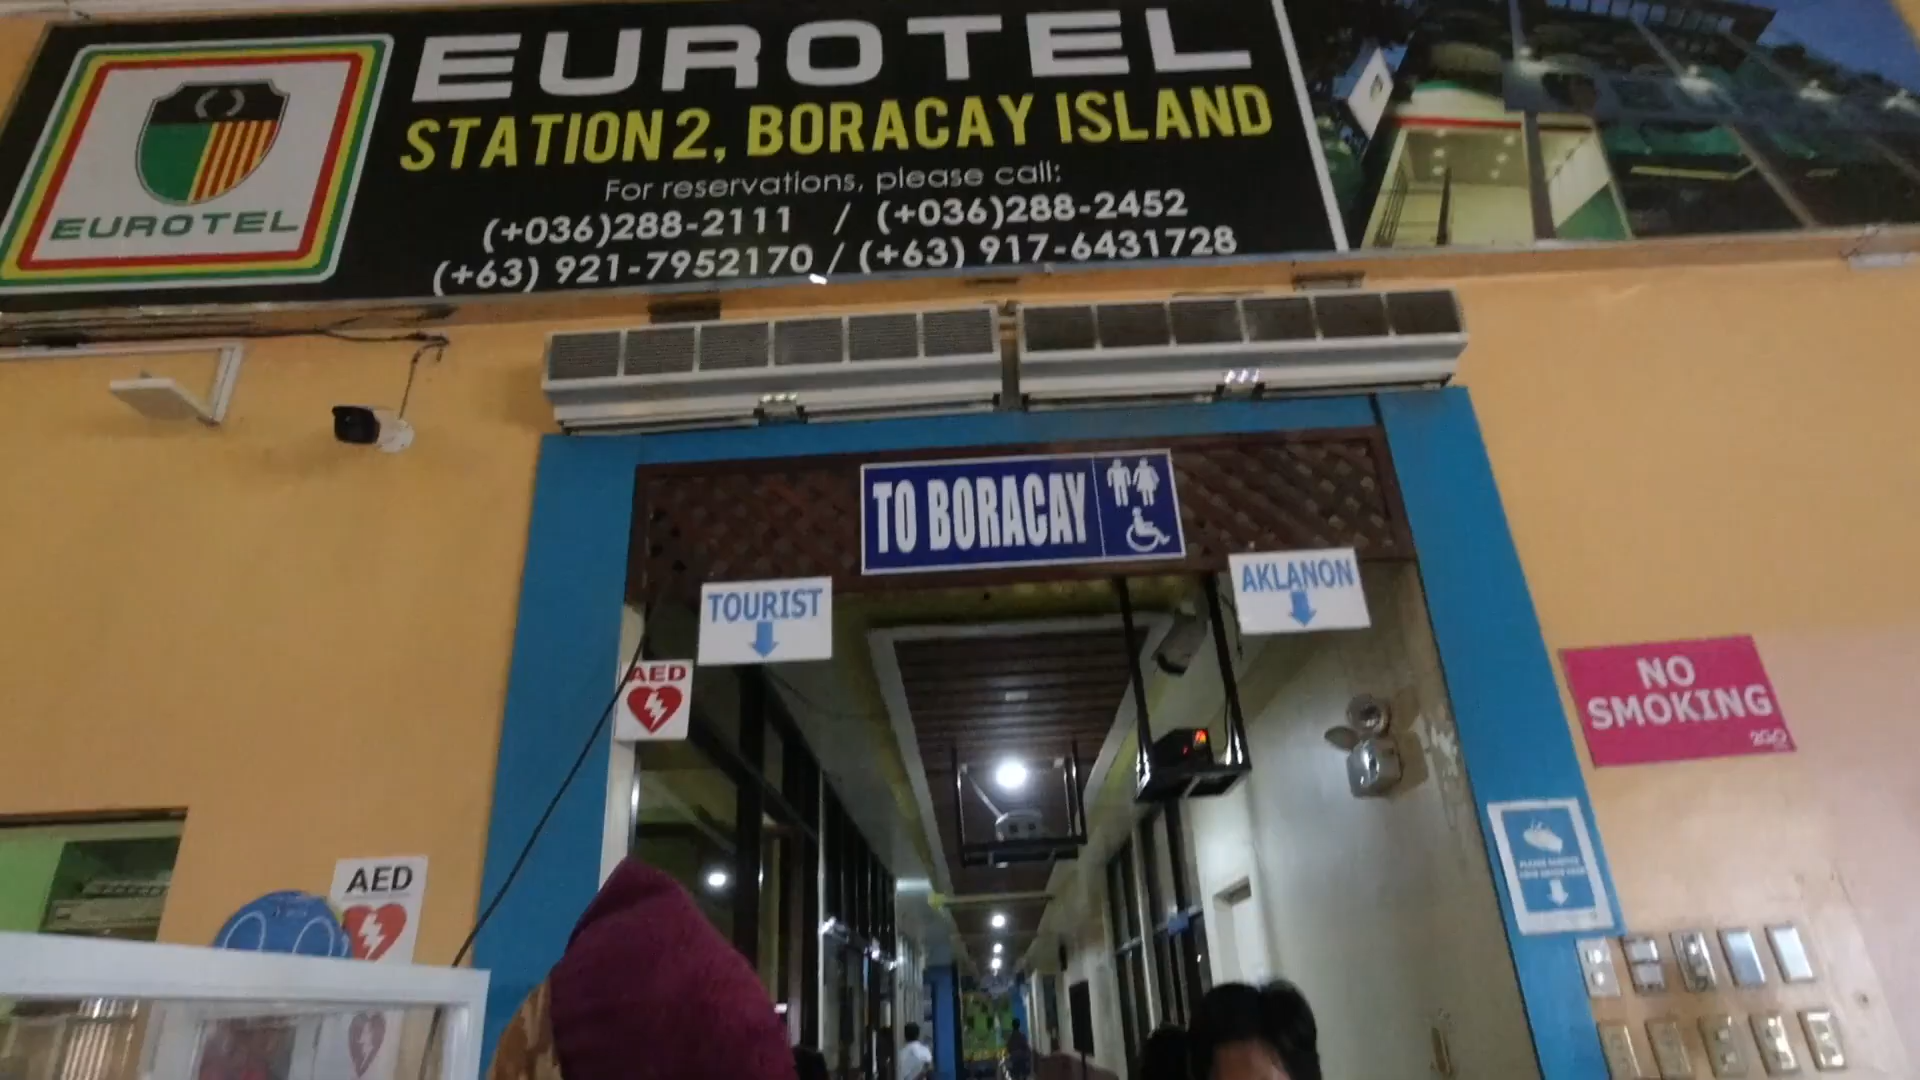 EUROTEL
STATION 2, BORACAY ISLAND
For reservations, please call:
(+036)288-2111 / (+036)288-2452
(+63) 921-7952170 / (+63) 917-6431728
EUROTEL
TO BORACAY
TOURIST
AKLANON
AED
NO
SMOKING
2GO
AED